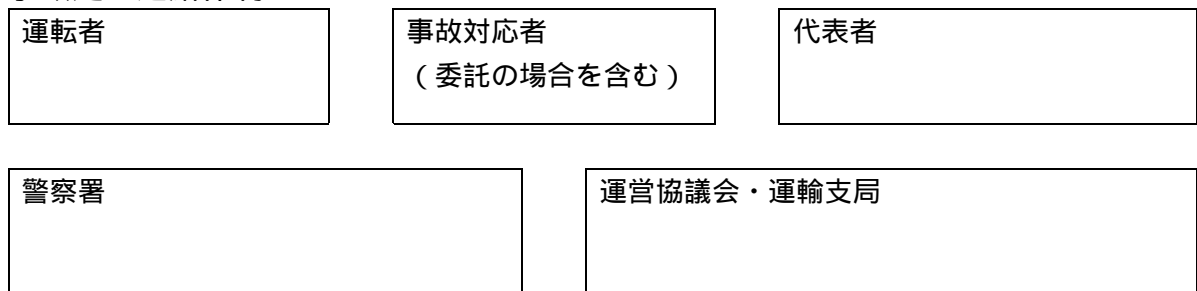 運転者
事故対応者
(委託の場合を含む)
代表者
警察署
運営協議会・運輸支局